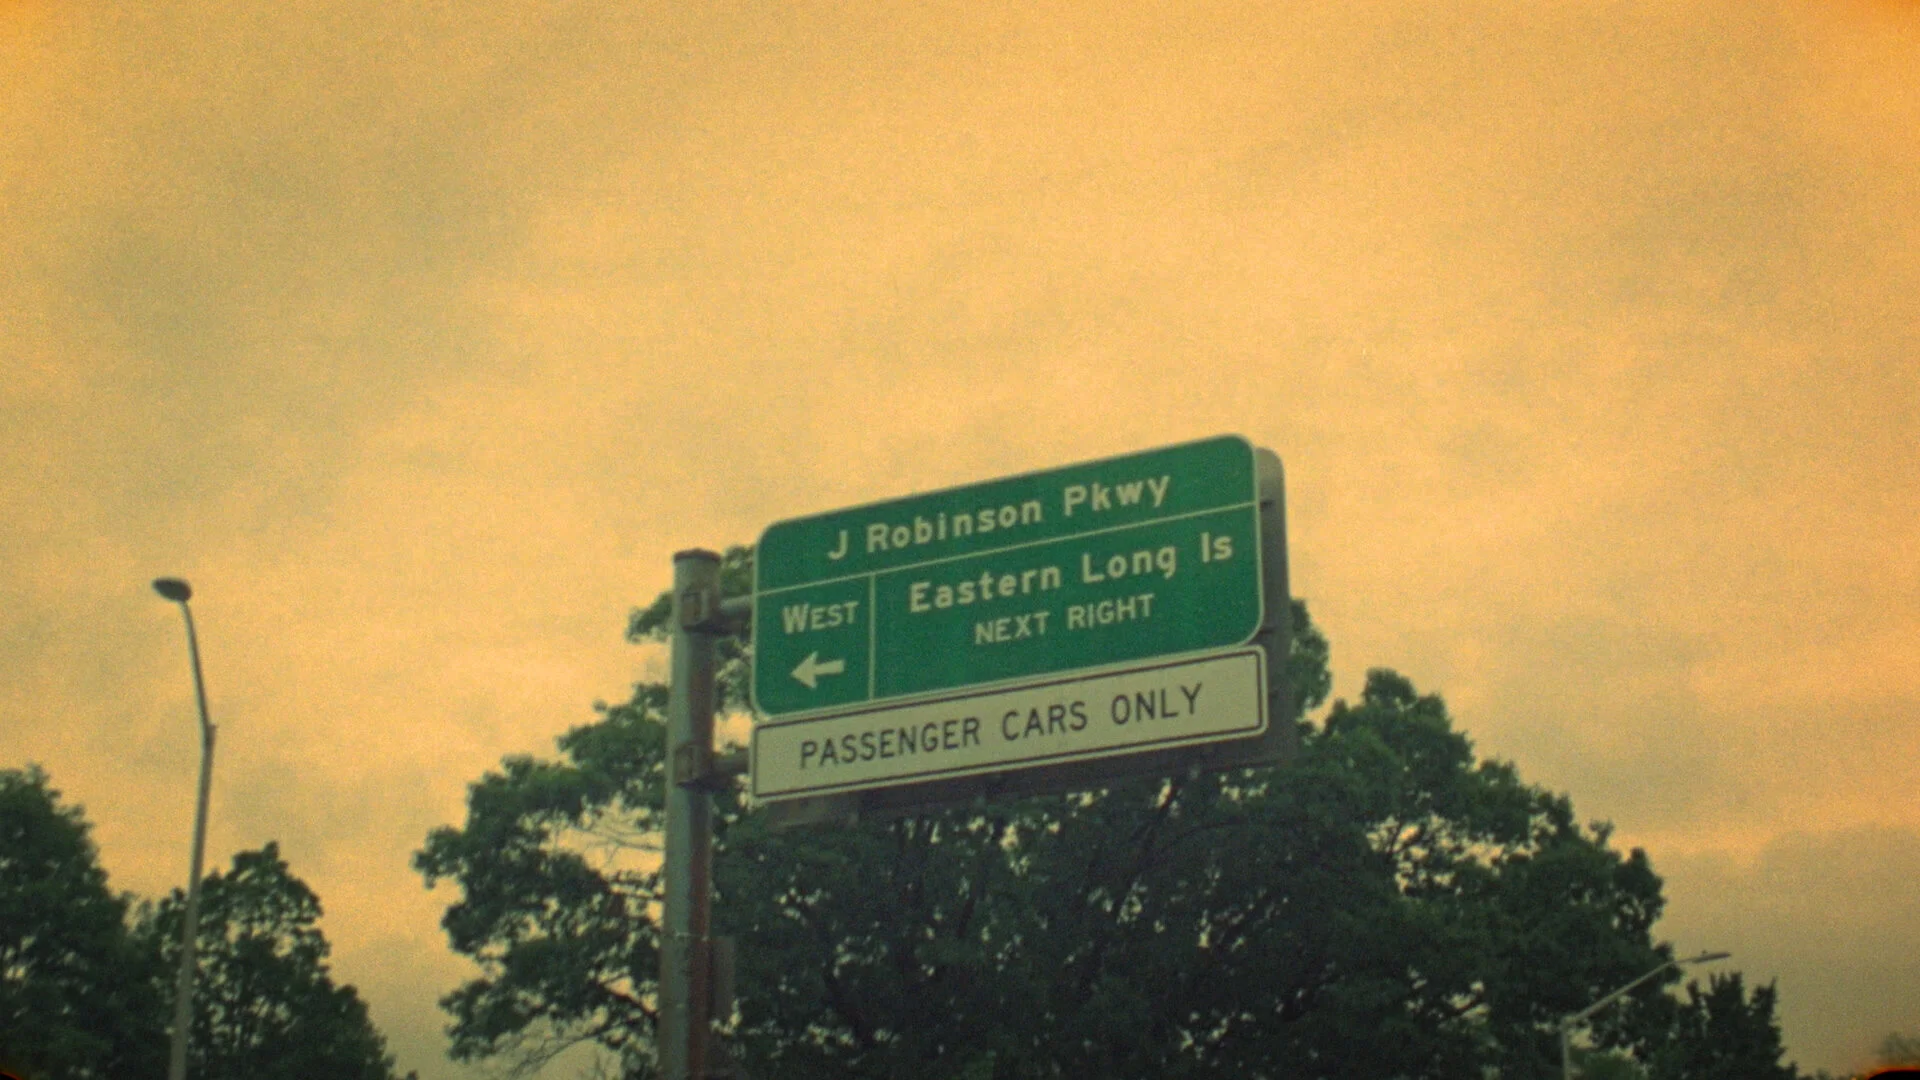 J Robinson Pkwy
WEST
Eastern Long Is
NEXT RIGHT
PASSENGER CARS ONLY